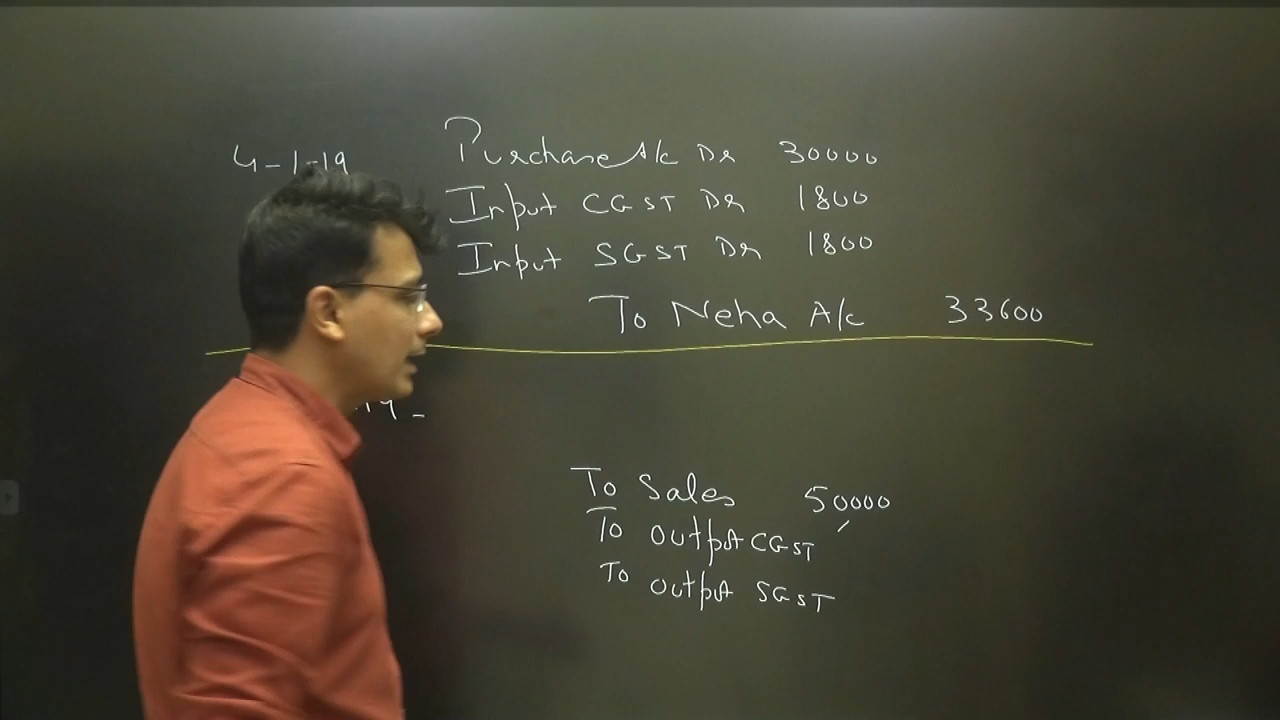 4-1-19 Purchase A/c Dr 30000
Input CGST Dr 1800
Input SGST Dr 1800
To Neha A/c 33600
19 -
To Sales 50000
To output CGST
To output SGST